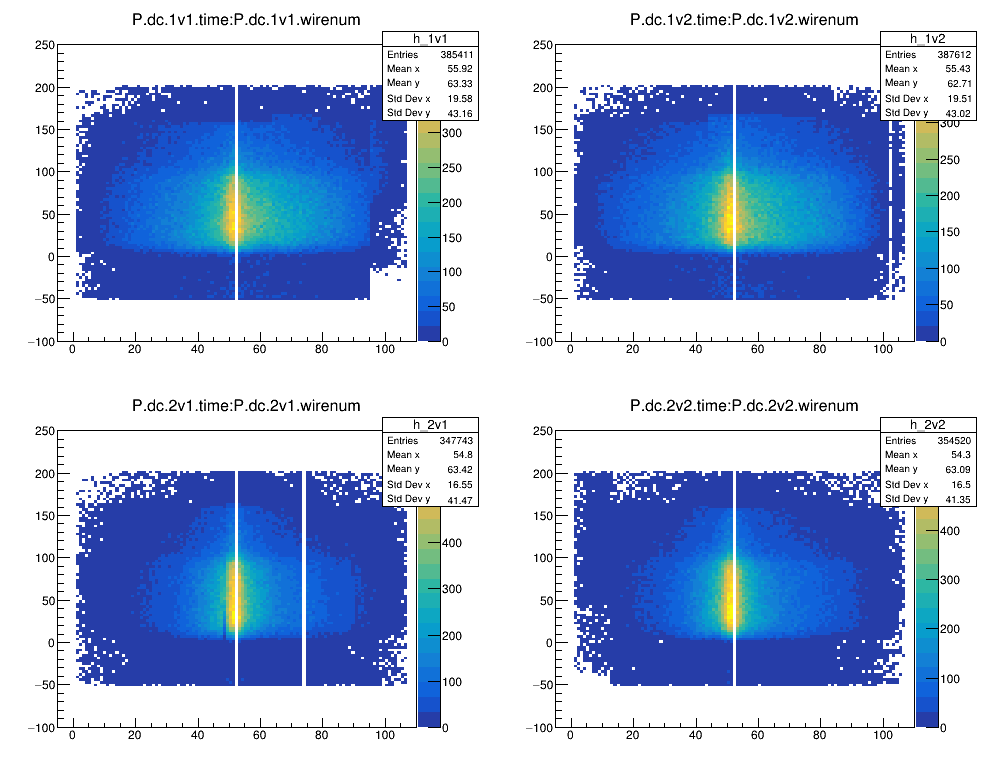 P.dc.1v1.time:P.dc.1v1.wirenum
h_1v1
Entries 385411
Mean x 55.92
Mean y 63.33
Std Dev x 19.58
Std Dev y 43.16
250
200
150
100
50
0
−50
−100
0 20 40 60 80 100
300
250
200
150
100
50
0
P.dc.1v2.time:P.dc.1v2.wirenum
h_1v2
Entries 387612
Mean x 55.43
Mean y 62.71
Std Dev x 19.51
Std Dev y 43.02
250
200
150
100
50
0
−50
−100
0 20 40 60 80 100
300
250
200
150
100
50
0
P.dc.2v1.time:P.dc.2v1.wirenum
h_2v1
Entries 347743
Mean x 54.8
Mean y 63.42
Std Dev x 16.55
Std Dev y 41.47
250
200
150
100
50
0
−50
−100
0 20 40 60 80 100
400
300
200
100
0
P.dc.2v2.time:P.dc.2v2.wirenum
h_2v2
Entries 354520
Mean x 54.3
Mean y 63.09
Std Dev x 16.5
Std Dev y 41.35
250
200
150
100
50
0
−50
−100
0 20 40 60 80 100
400
300
200
100
0